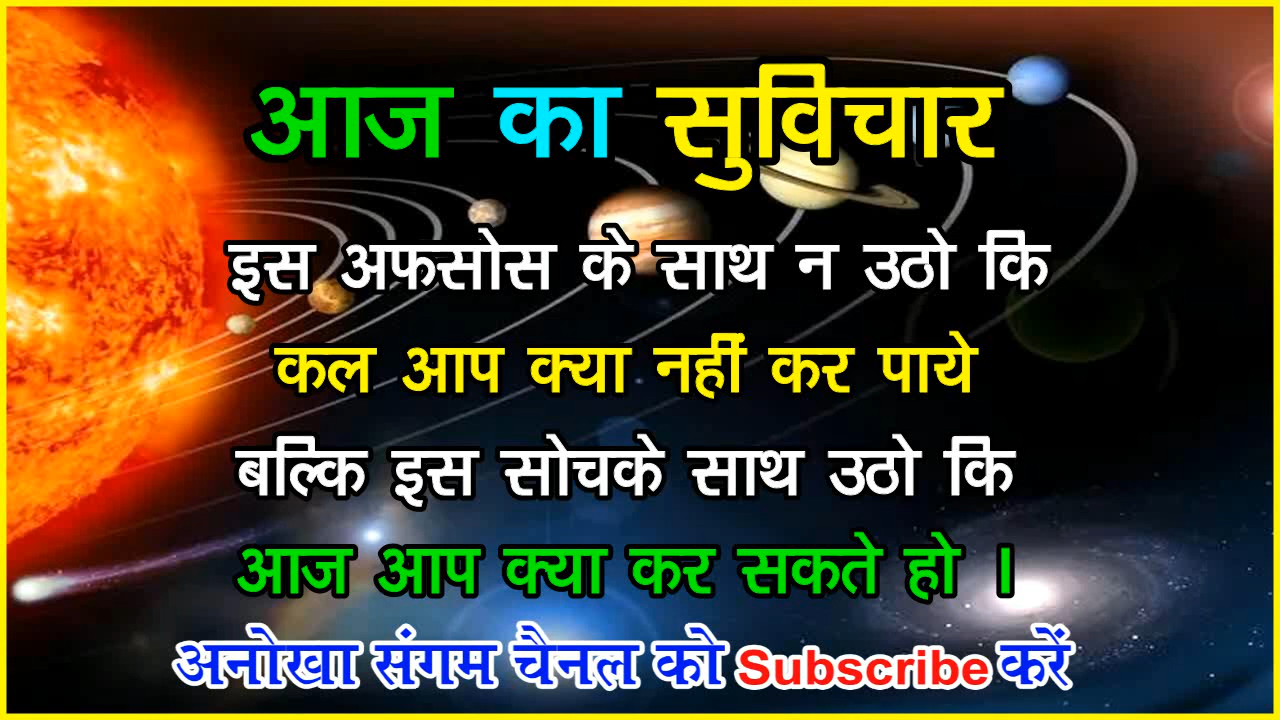 आज का सुविचार
इस अफसोस के साथ न उठो कि
कल आप क्या नहीं कर पाये
बल्कि इस सोचके साथ उठो कि
आज आप क्या कर सकते हो ।
अनोखा संगम चैनल को Subscribe करें